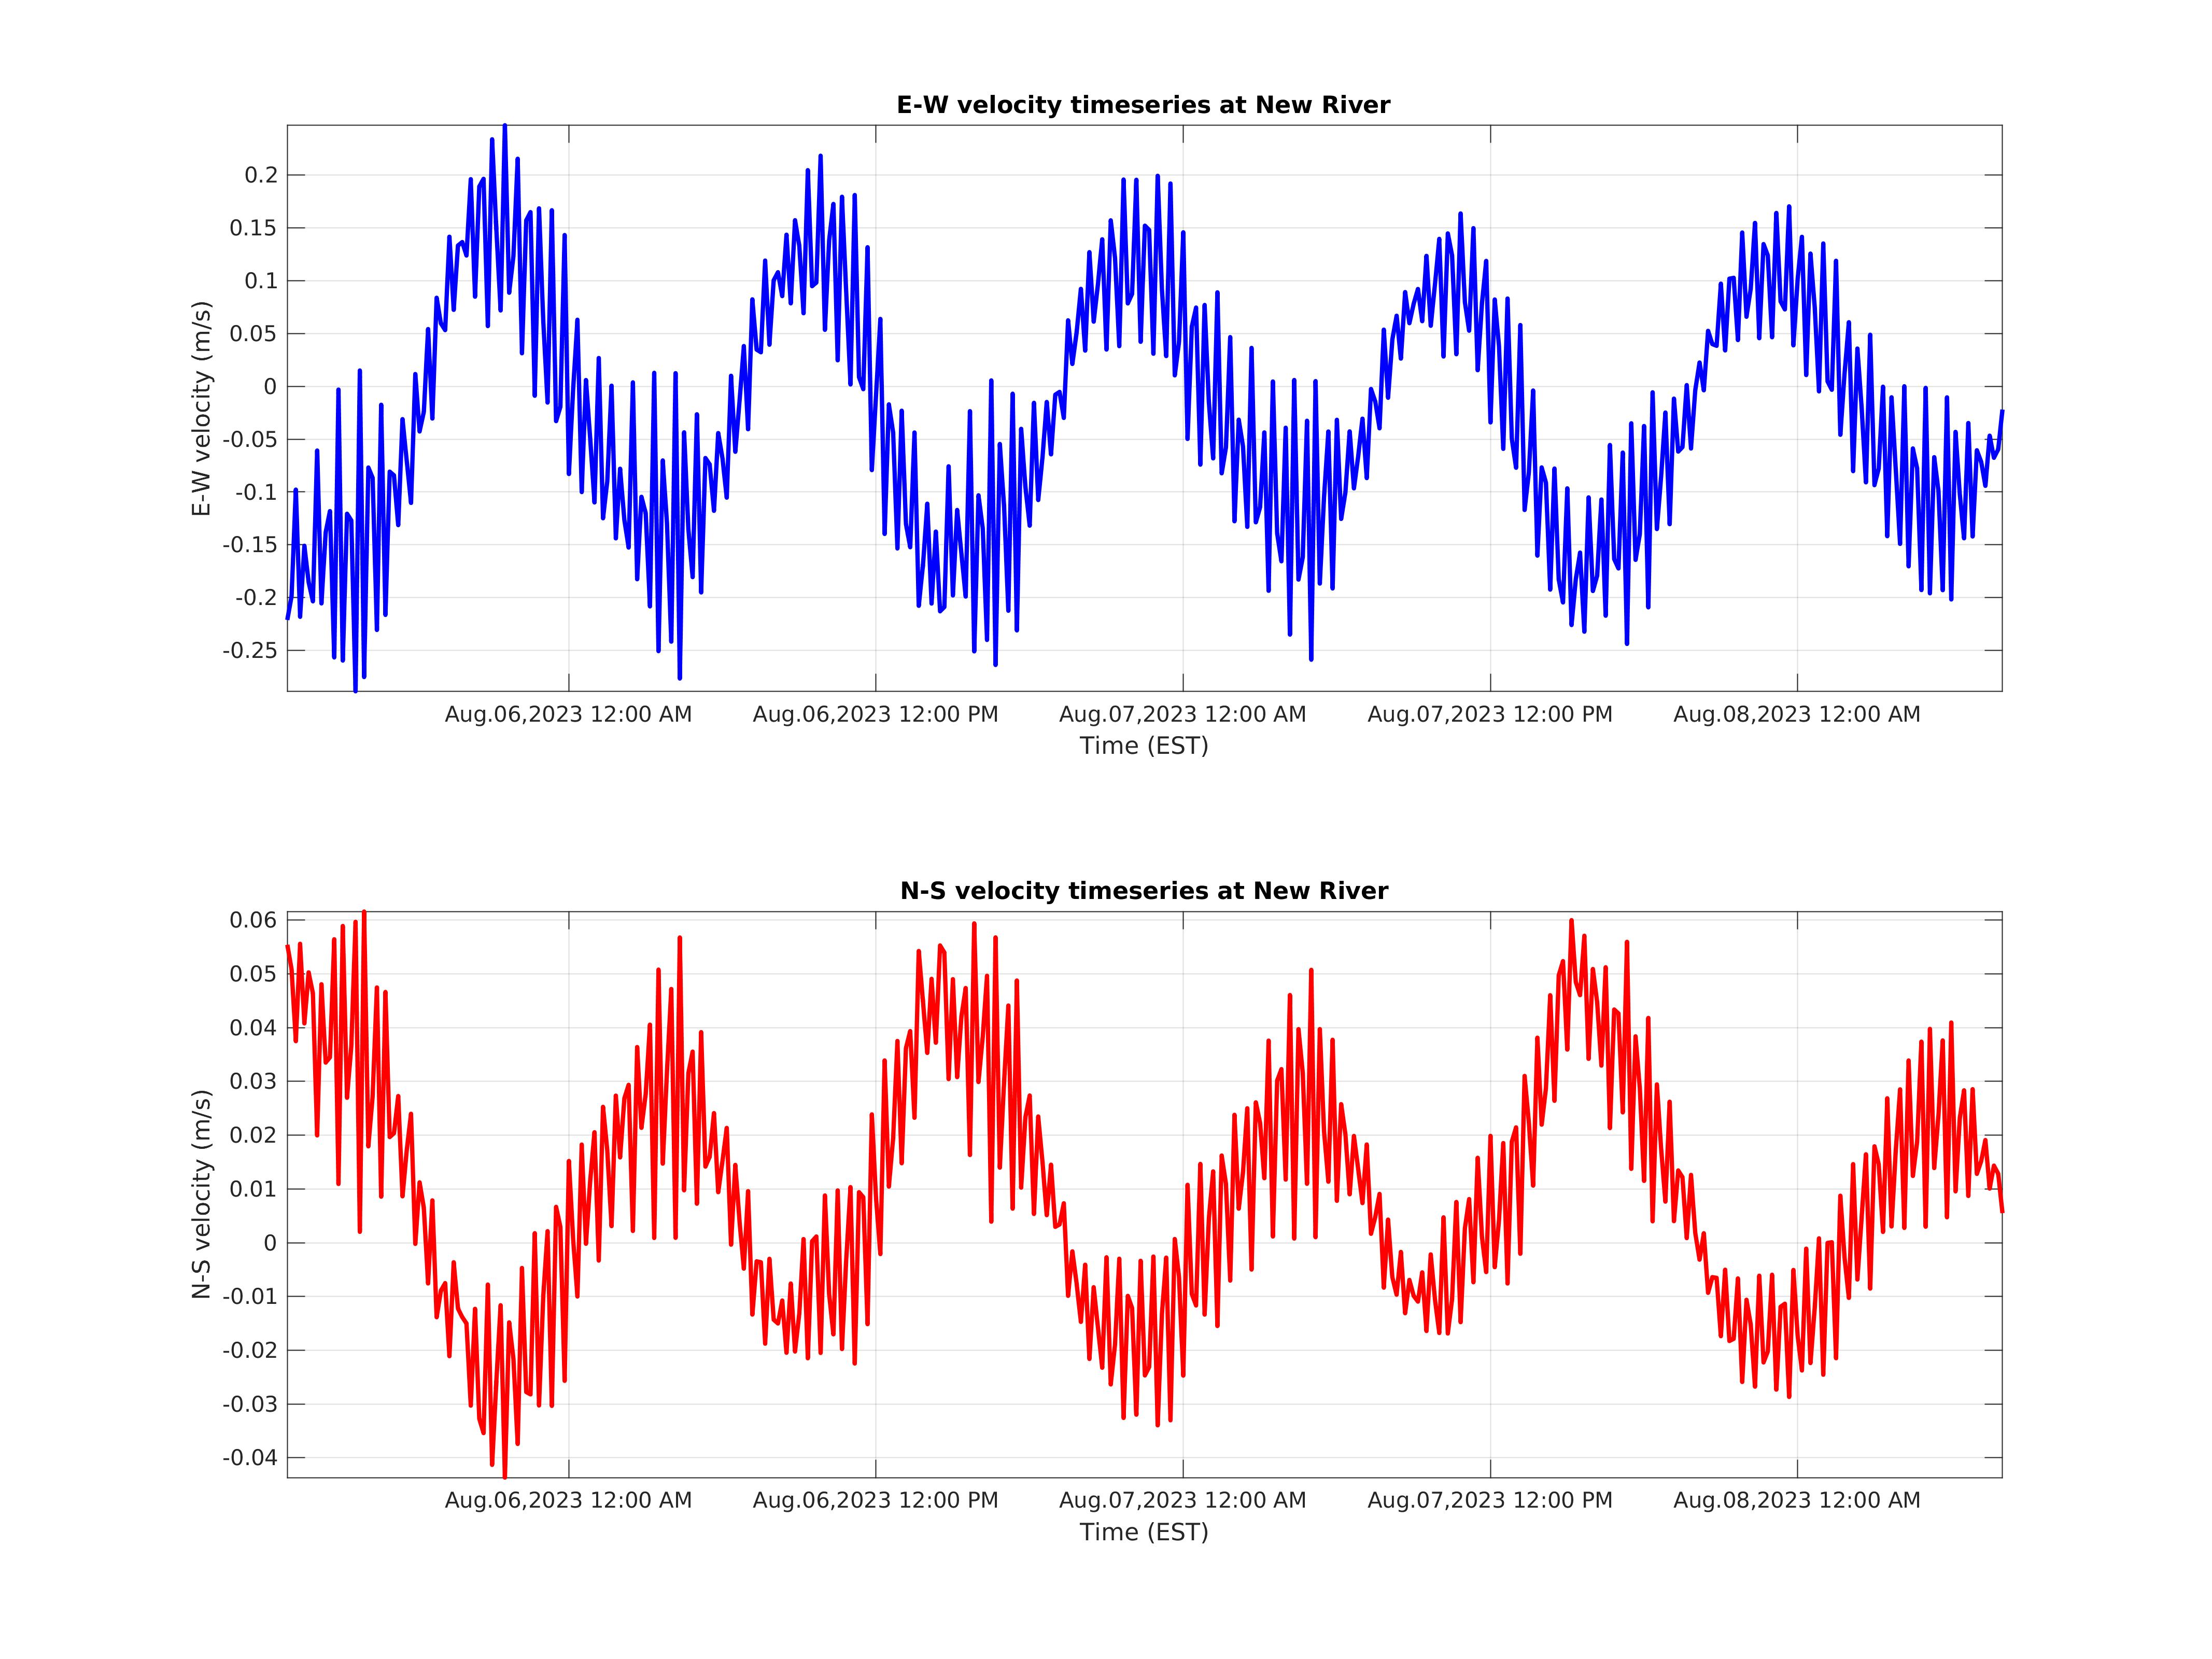 E-W velocity timeseries at New River
E-W velocity (m/s)
0.2
0.15
0.1
0.05
0
-0.05
-0.1
-0.15
-0.2
-0.25
Aug.06,2023 12:00 AM
Aug.06,2023 12:00 PM
Aug.07,2023 12:00 AM
Aug.07,2023 12:00 PM
Aug.08,2023 12:00 AM
Time (EST)
N-S velocity timeseries at New River
N-S velocity (m/s)
0.06
0.05
0.04
0.03
0.02
0.01
0
-0.01
-0.02
-0.03
-0.04
Aug.06,2023 12:00 AM
Aug.06,2023 12:00 PM
Aug.07,2023 12:00 AM
Aug.07,2023 12:00 PM
Aug.08,2023 12:00 AM
Time (EST)